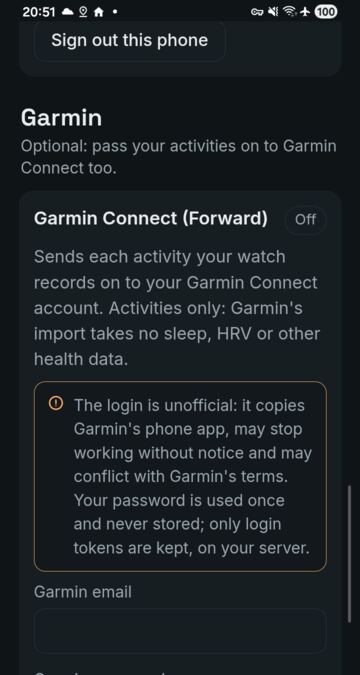 20:51
100
Sign out this phone
Garmin
Optional: pass your activities on to Garmin
Connect too.
Garmin Connect (Forward)
Off
Sends each activity your watch
records on to your Garmin Connect
account. Activities only: Garmin's
import takes no sleep, HRV or other
health data.
The login is unofficial: it copies
Garmin's phone app, may stop
working without notice and may
conflict with Garmin's terms.
Your password is used once
and never stored; only login
tokens are kept, on your server.
Garmin email